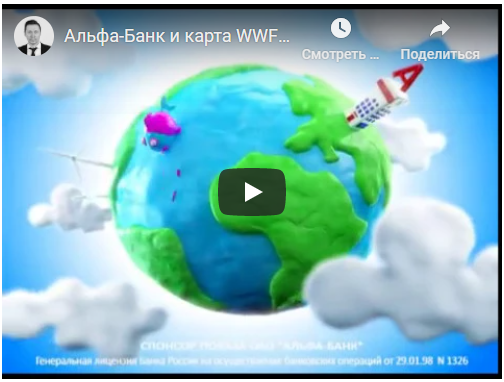 Альфа-Банк и карта WWF...
Смотреть ...
Поделиться
А
СПОНСОР ПОКАЗА ОАО "АЛЬФА-БАНК"
Генеральная лицензия Банка России на осуществление банковских операций от 29.01.98 N 1326